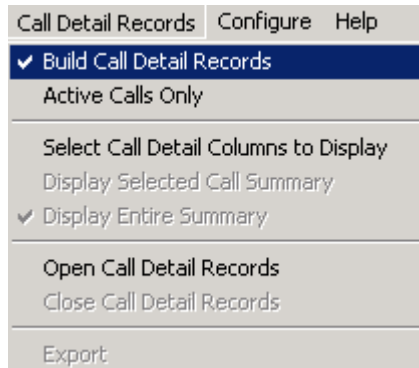 Call Detail Records Configure Help
Build Call Detail Records
Active Calls Only
Select Call Detail Columns to Display
Display Selected Call Summary
Display Entire Summary
Open Call Detail Records
Close Call Detail Records
Export